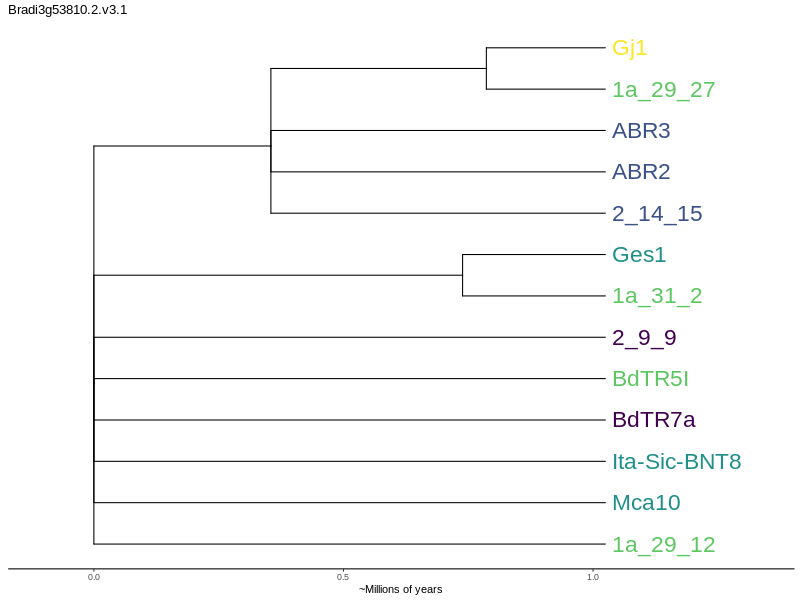 Bradi3g53810.2.v3.1
Gj1
1a_29_27
ABR3
ABR2
2_14_15
Ges1
1a_31_2
2_9_9
BdTR5I
BdTR7a
Ita-Sic-BNT8
Mca10
1a_29_12
0.0 0.5 1.0
~Millions of years